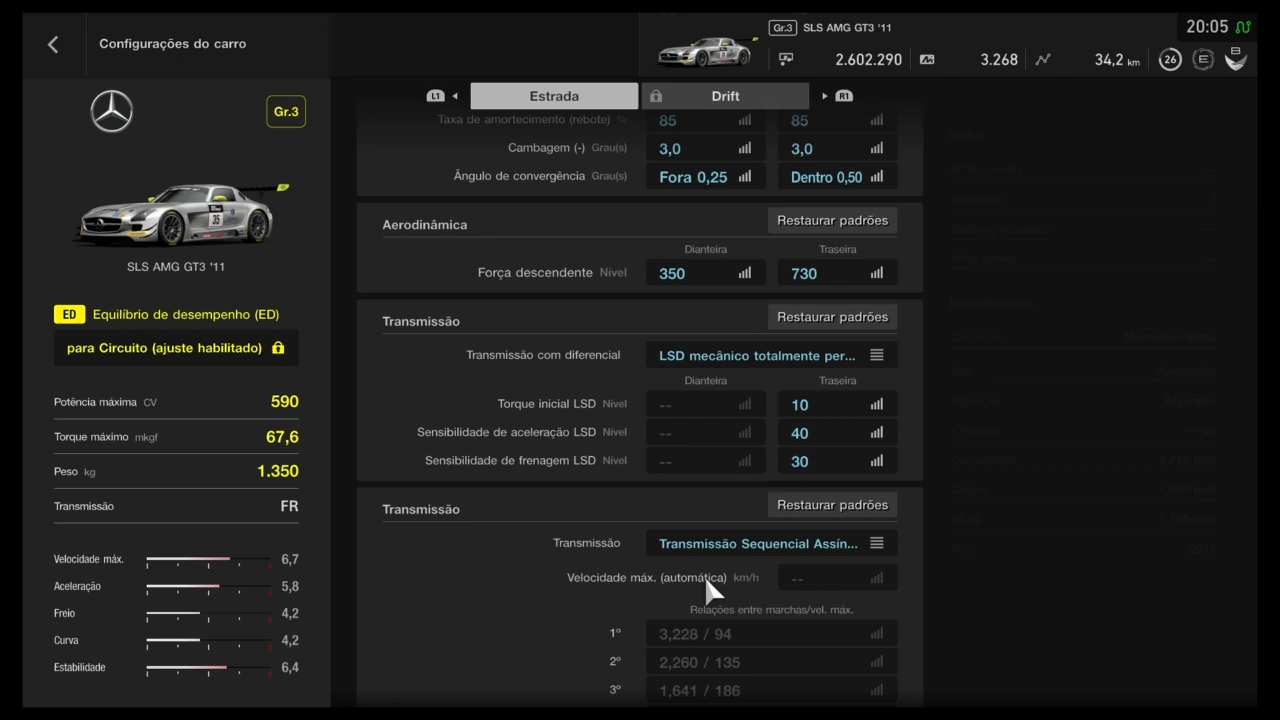 Configurações do carro
Gr.3 SLS AMG GT3 '11
20:05
2.602.290 3.268 34,2 km 26 E B
L1 Estrada Drift R1
Gr.3
35
SLS AMG GT3 '11
ED Equilíbrio de desempenho (ED)
para Circuito (ajuste habilitado)
Potência máxima CV 590
Torque máximo mkgf 67,6
Peso kg 1.350
Transmissão FR
Velocidade máx. 6,7
Aceleração 5,8
Freio 4,2
Curva 4,2
Estabilidade 6,4
Taxa de amortecimento (rebote) % 85 85
Cambagem (-) Grau(s) 3,0 3,0
Ângulo de convergência Grau(s) Fora 0,25 Dentro 0,50
Aerodinâmica Restaurar padrões
Dianteira Traseira
Força descendente Nível 350 730
Transmissão Restaurar padrões
Transmissão com diferencial LSD mecânico totalmente per...
Dianteira Traseira
Torque inicial LSD Nível -- 10
Sensibilidade de aceleração LSD Nível -- 40
Sensibilidade de frenagem LSD Nível -- 30
Transmissão Restaurar padrões
Transmissão Transmissão Sequencial Assín...
Velocidade máx. (automática) km/h --
Relações entre marchas/vel. máx.
1º 3,228 / 94
2º 2,260 / 135
3º 1,641 / 186